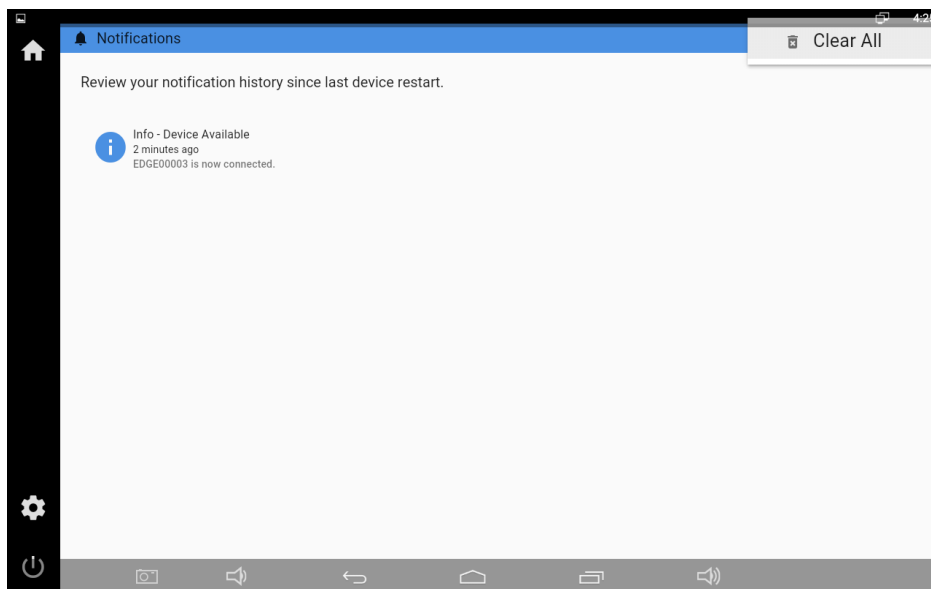 Notifications
Clear All
Review your notification history since last device restart.
Info - Device Available
2 minutes ago
EDGE00003 is now connected.